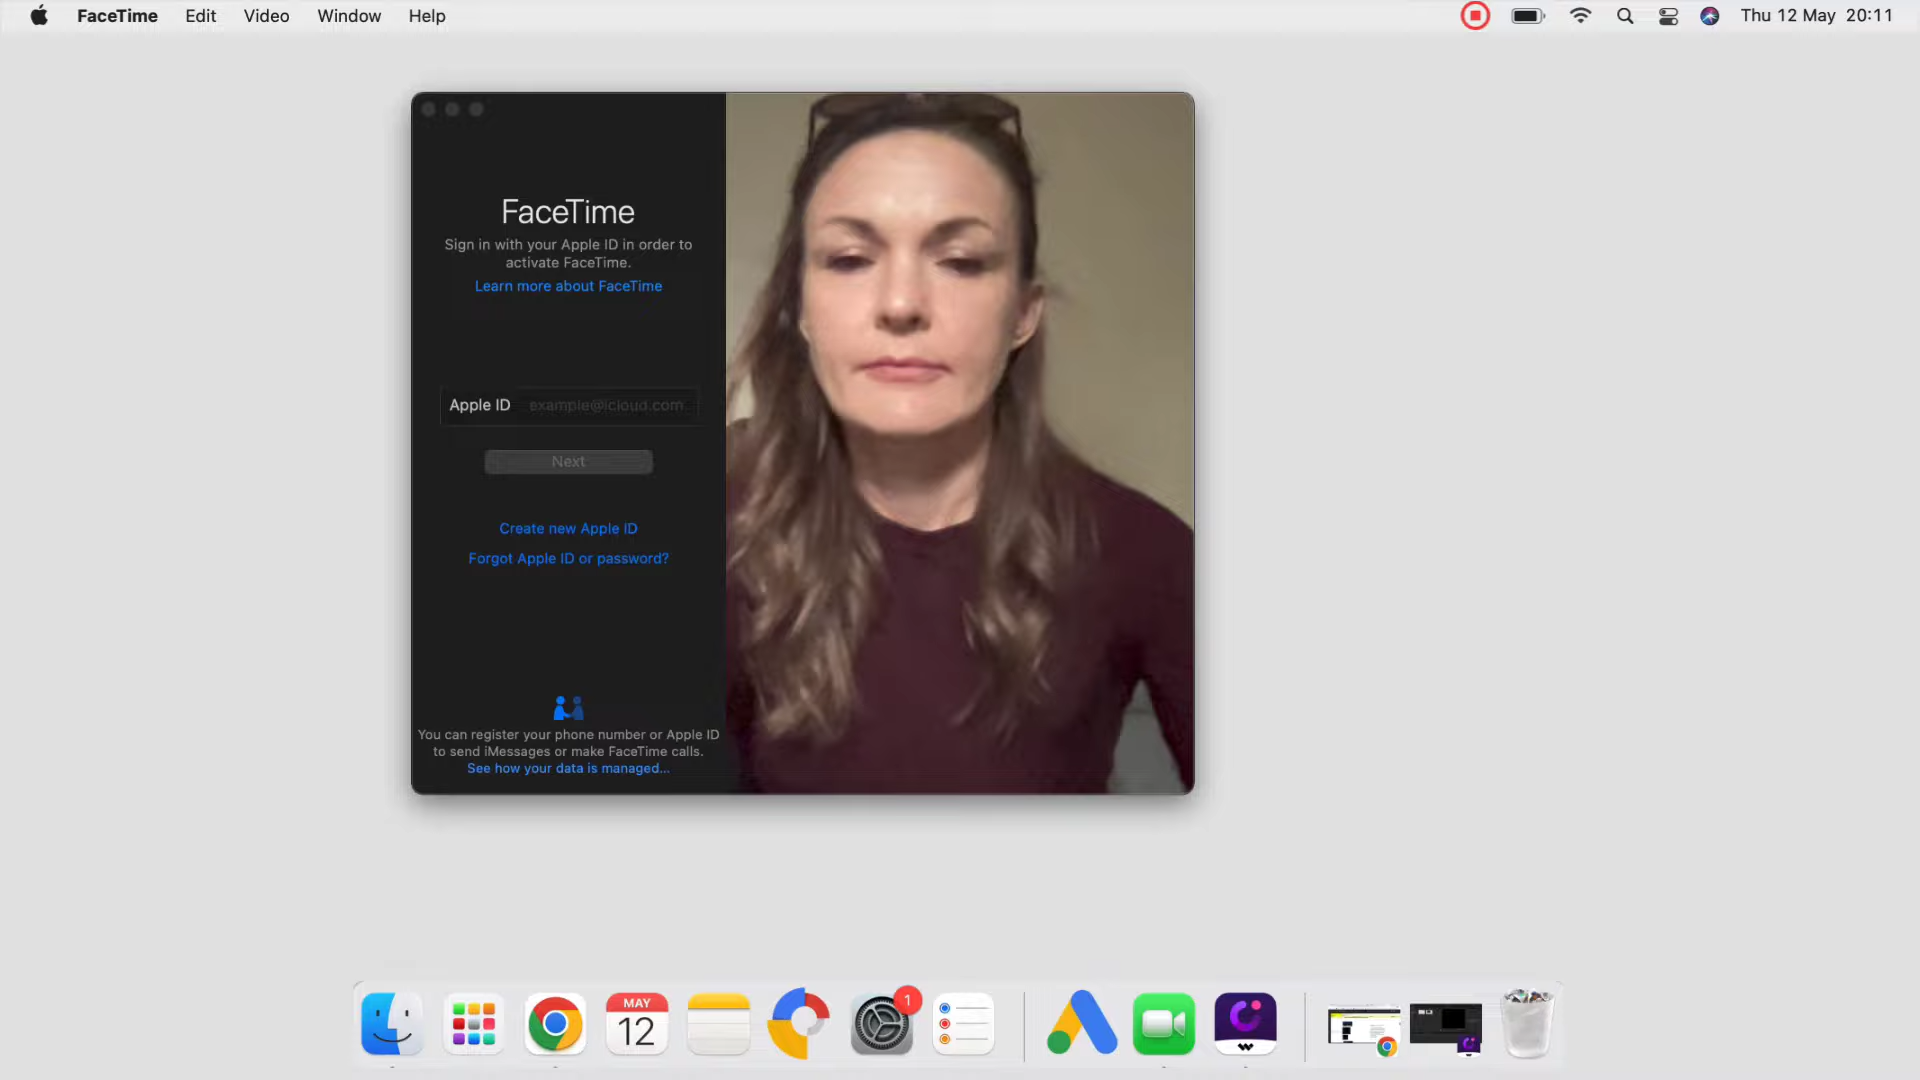 FaceTime Edit Video Window Help Thu 12 May 20:11
FaceTime
Sign in with your Apple ID in order to
activate FaceTime.
Learn more about FaceTime
Apple ID example@icloud.com
Next
Create new Apple ID
Forgot Apple ID or password?
You can register your phone number or Apple ID
to send iMessages or make FaceTime calls.
See how your data is managed...
MAY
12
1